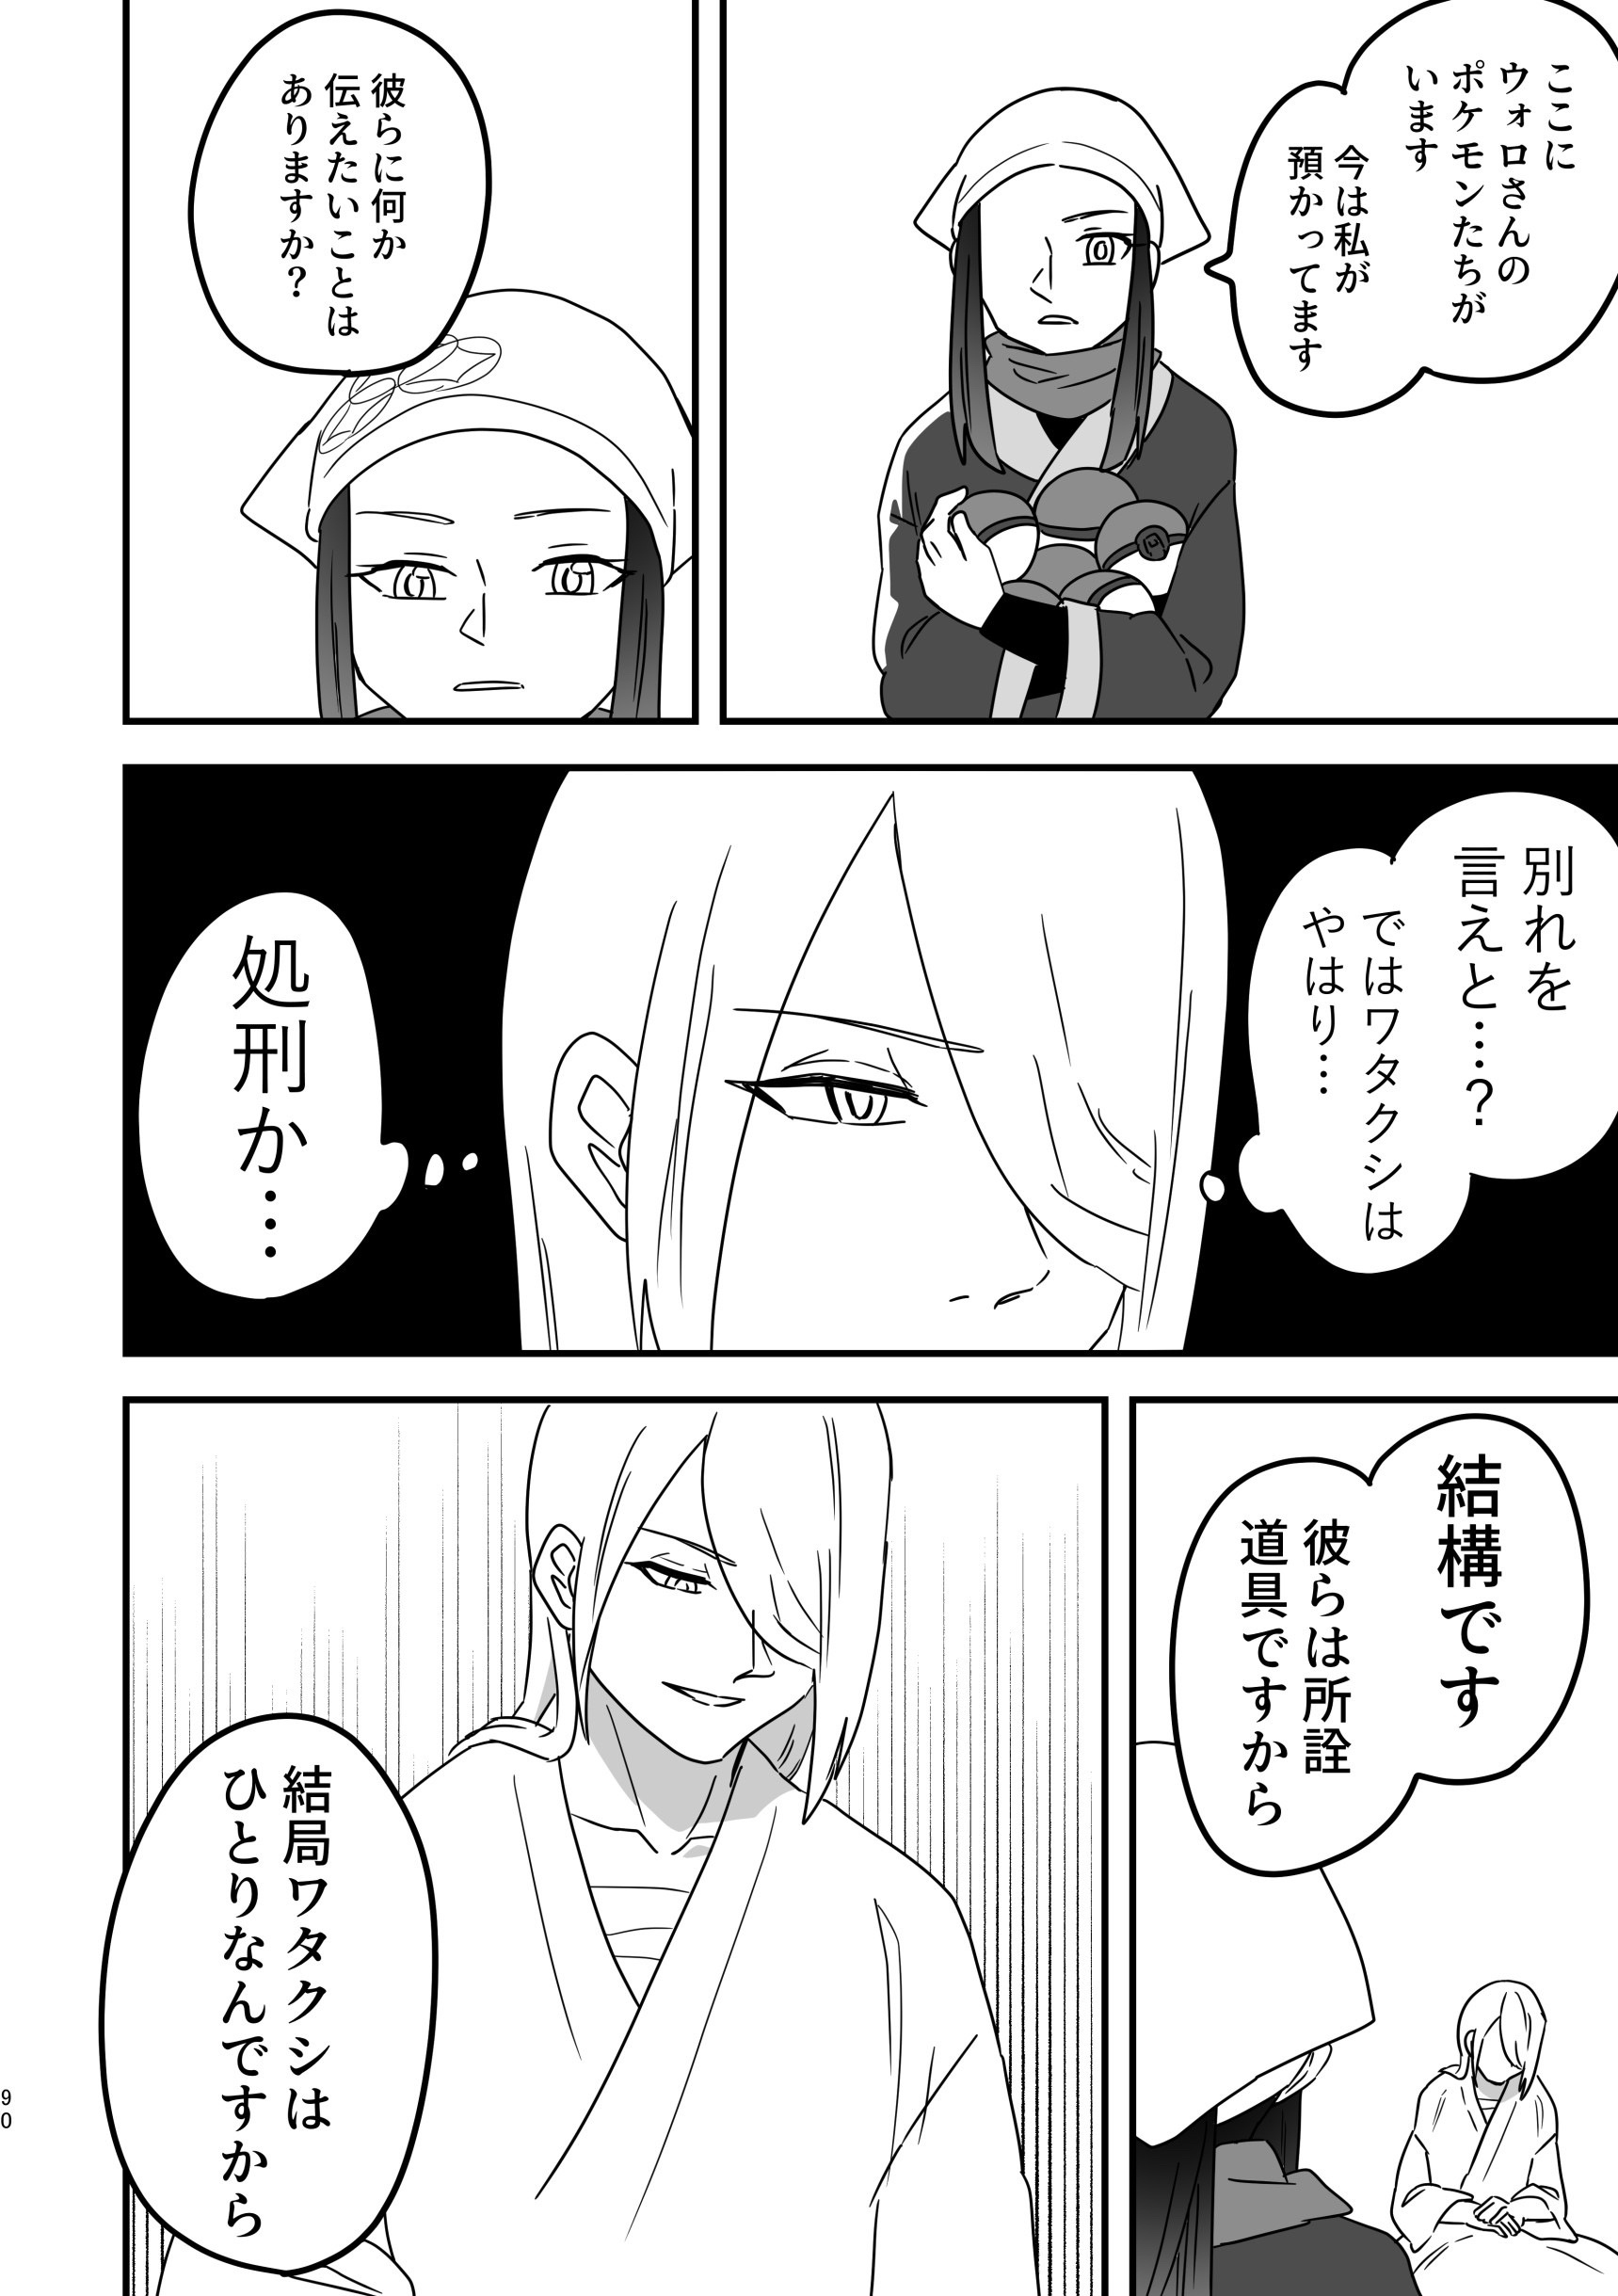 ここに
ウォロさんの
ポケモンたちが
います
今は私が
預かってます
彼らに何か
伝えたいことは
ありますか？
別れを
言えと…？
ではワタクシは
やはり…
処刑か…
結構です
彼らは所詮
道具ですから
結局ワタクシは
ひとりなんですから
90